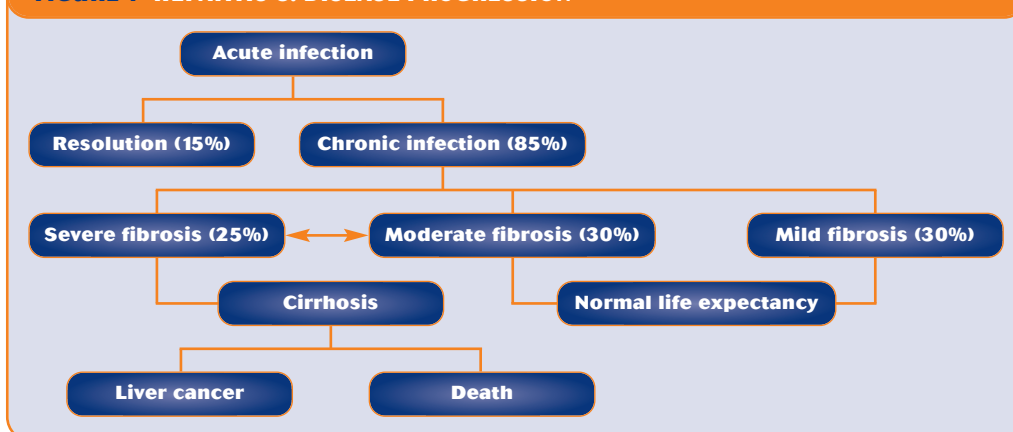 Acute infection
Resolution (15%) Chronic infection (85%)
Severe fibrosis (25%) Moderate fibrosis (30%) Mild fibrosis (30%)
Cirrhosis Normal life expectancy
Liver cancer Death